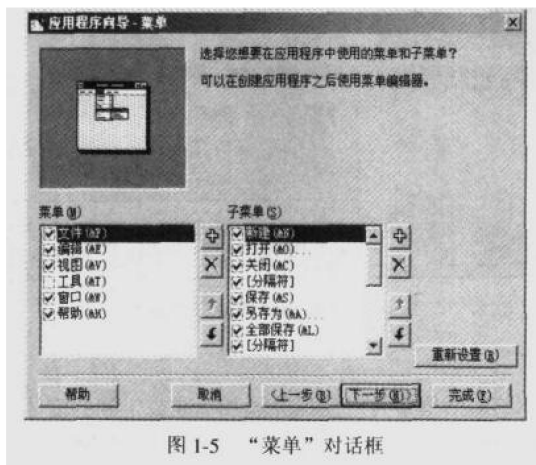 应用程序向导 - 菜单
选择您想要在应用程序中使用的菜单和子菜单?
可以在创建应用程序之后使用菜单编辑器。
菜单(M)
文件(&F)
编辑(&E)
视图(&V)
工具(&T)
窗口(&W)
帮助(&H)
子菜单(S)
新建(&N)
打开(&O)...
关闭(&C)
[分隔符]
保存(&S)
另存为(&A)...
全部保存(&L)
[分隔符]
重新设置(R)
帮助
取消
<上一步(B)
下一步(N)>
完成(F)
图 1-5 “菜单”对话框